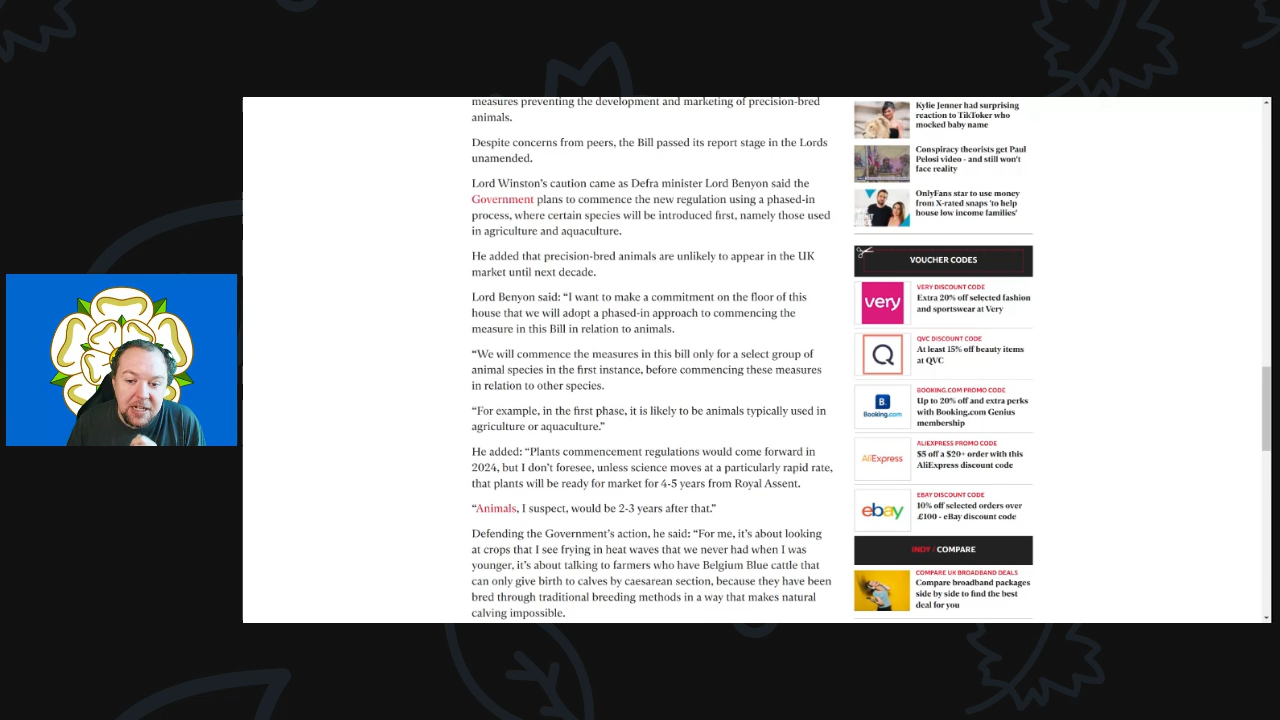 measures preventing the development and marketing of precision-bred
animals.
Despite concerns from peers, the Bill passed its report stage in the Lords
unamended.
Lord Winston’s caution came as Defra minister Lord Benyon said the
Government plans to commence the new regulation using a phased-in
process, where certain species will be introduced first, namely those used
in agriculture and aquaculture.
He added that precision-bred animals are unlikely to appear in the UK
market until next decade.
Lord Benyon said: “I want to make a commitment on the floor of this
house that we will adopt a phased-in approach to commencing the
measure in this Bill in relation to animals.
“We will commence the measures in this bill only for a select group of
animal species in the first instance, before commencing these measures
in relation to other species.
“For example, in the first phase, it is likely to be animals typically used in
agriculture or aquaculture.”
He added: “Plants commencement regulations would come forward in
2024, but I don’t foresee, unless science moves at a particularly rapid rate,
that plants will be ready for market for 4-5 years from Royal Assent.
“Animals, I suspect, would be 2-3 years after that.”
Defending the Government’s action, he said: “For me, it’s about looking
at crops that I see frying in heat waves that we never had when I was
younger, it’s about talking to farmers who have Belgium Blue cattle that
can only give birth to calves by caesarean section, because they have been
bred through traditional breeding methods in a way that makes natural
calving impossible.
Kylie Jenner had surprising
reaction to TikToker who
mocked baby name
Conspiracy theorists get Paul
Pelosi video - and still won’t
face reality
OnlyFans star to use money
from X-rated snaps ‘to help
house low income families’
VOUCHER CODES
very
VERY DISCOUNT CODE
Extra 20% off selected fashion
and sportswear at Very
Q
QVC DISCOUNT CODE
At least 15% off beauty items
at QVC
B.
Booking.com
BOOKING.COM PROMO CODE
Up to 20% off and extra perks
with Booking.com Genius
membership
AliExpress
ALIEXPRESS PROMO CODE
$5 off a $20+ order with this
AliExpress discount code
ebay
EBAY DISCOUNT CODE
10% off selected orders over
£100 - eBay discount code
INDY / COMPARE
COMPARE UK BROADBAND DEALS
Compare broadband packages
side by side to find the best
deal for you